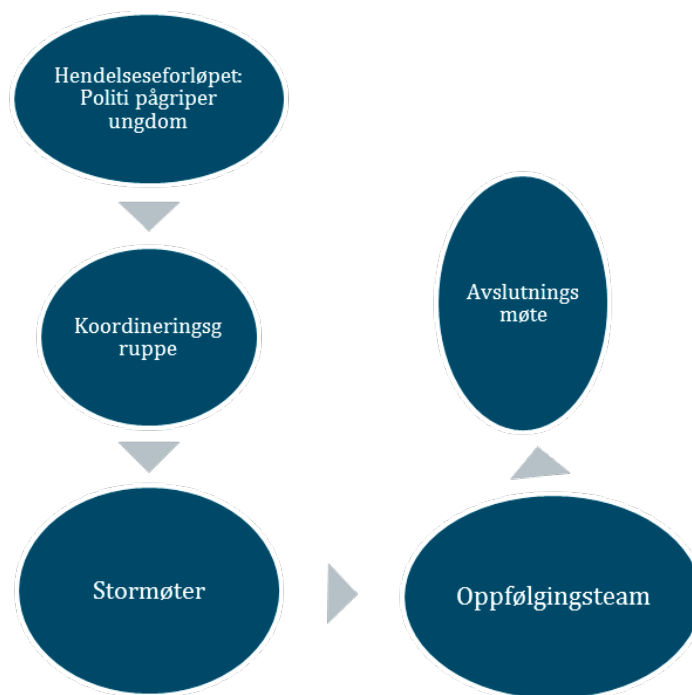 Hendelseseforløpet:
Politi pågriper
ungdom
Koordineringsg
ruppe
Stormøter
Oppfølgingsteam
Avslutnings
møte